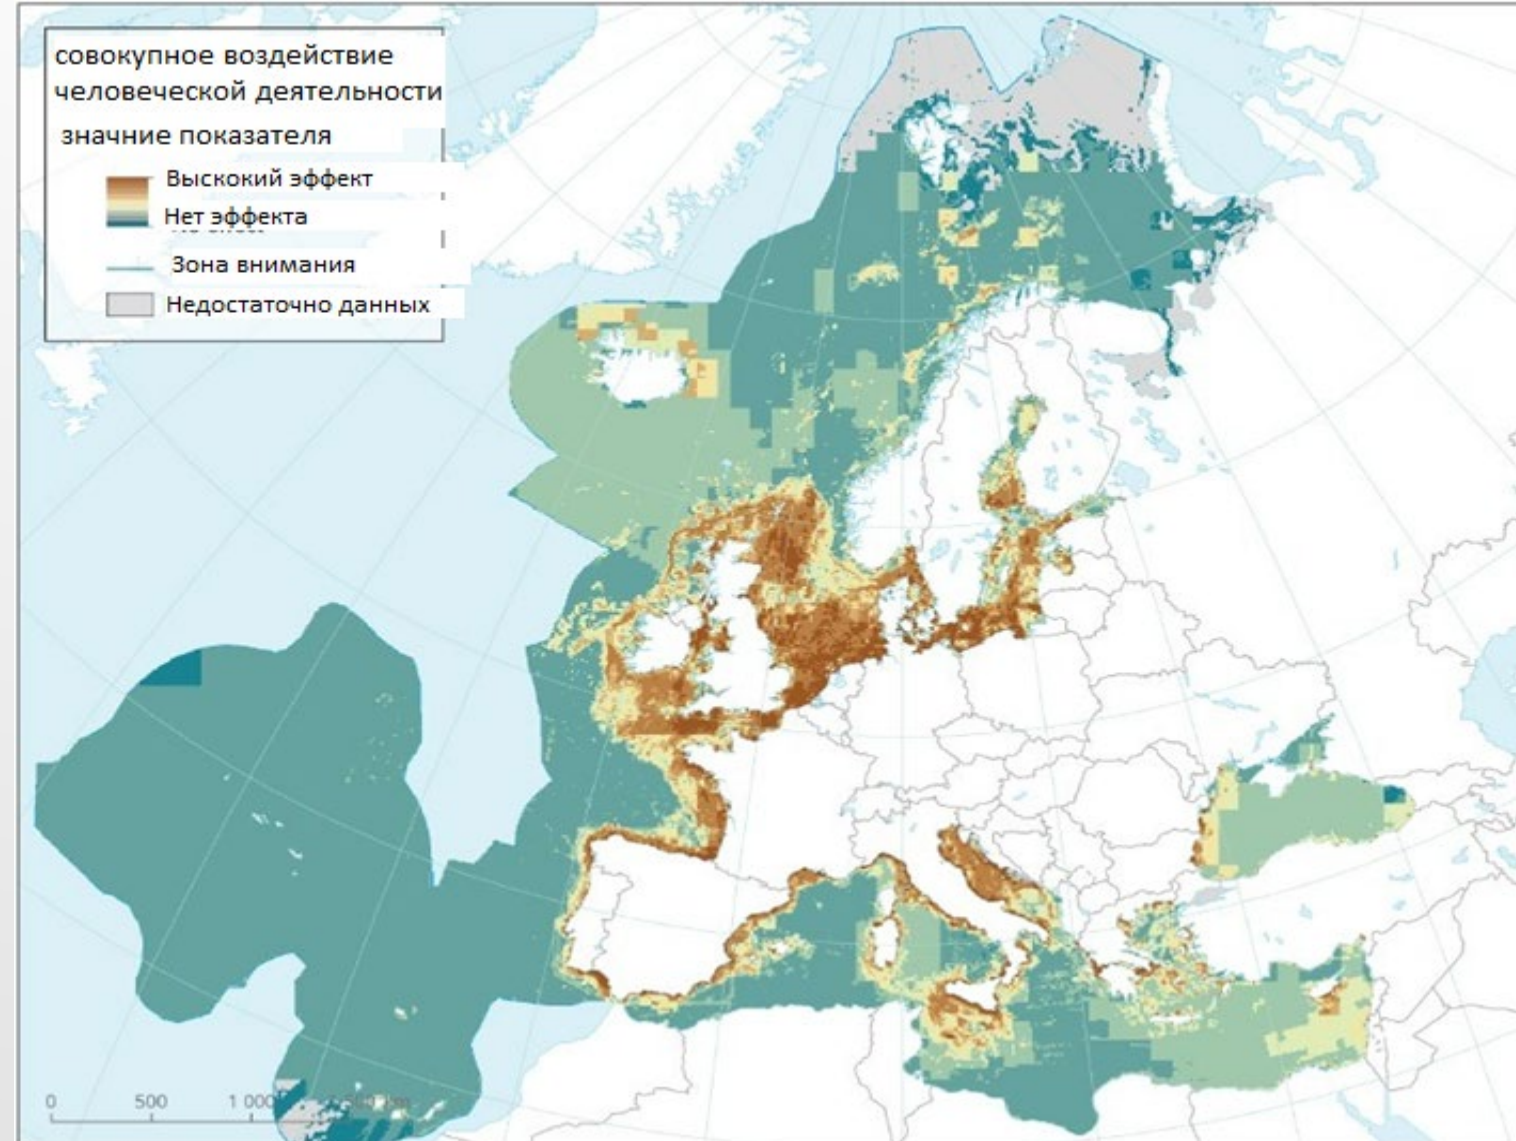 совокупное воздействие
человеческой деятельности
значние показателя
Выскокий эффект
Нет эффекта
Зона внимания
Недостаточно данных
0 500 1 000